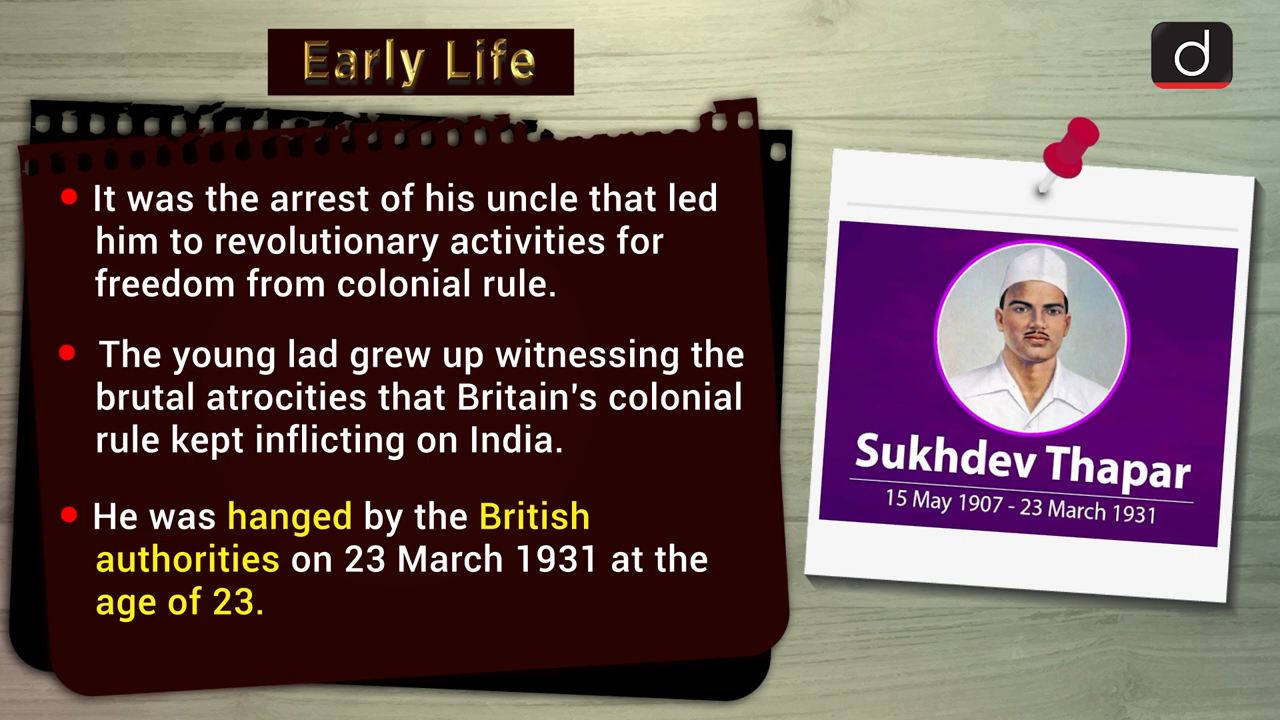 Early Life
d
• It was the arrest of his uncle that led
him to revolutionary activities for
freedom from colonial rule.
• The young lad grew up witnessing the
brutal atrocities that Britain's colonial
rule kept inflicting on India.
• He was hanged by the British
authorities on 23 March 1931 at the
age of 23.
Sukhdev Thapar
15 May 1907 - 23 March 1931